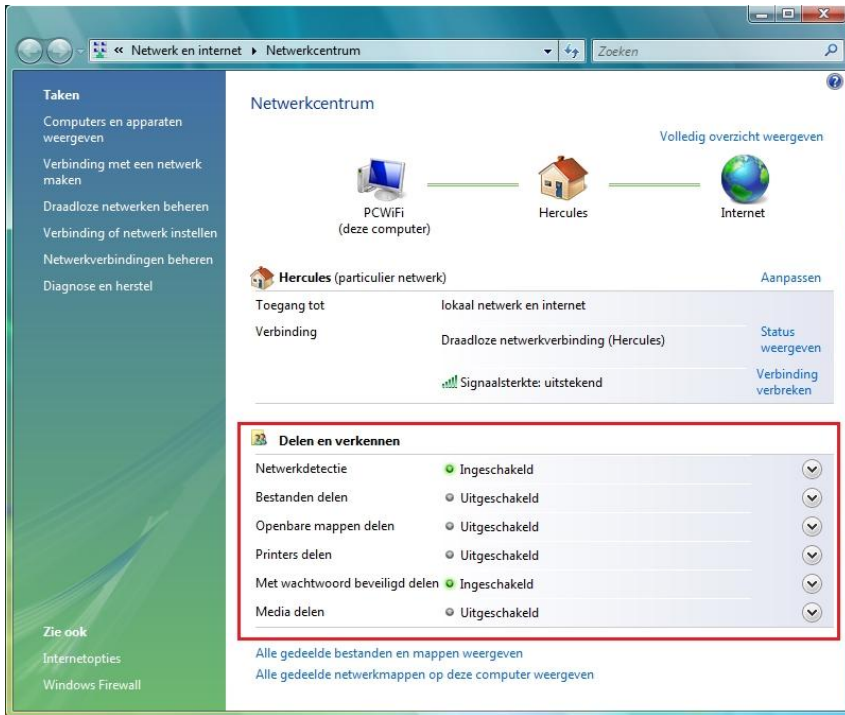 « Netwerk en internet ▸ Netwerkcentrum
Zoeken
Taken
Computers en apparaten
weergeven
Verbinding met een netwerk
maken
Draadloze netwerken beheren
Verbinding of netwerk instellen
Netwerkverbindingen beheren
Diagnose en herstel
Zie ook
Internetopties
Windows Firewall
Netwerkcentrum
Volledig overzicht weergeven
PCWiFi
(deze computer)
Hercules
Internet
Hercules (particulier netwerk)
Aanpassen
Toegang tot lokaal netwerk en internet
Verbinding Draadloze netwerkverbinding (Hercules)
Status
weergeven
Signaalsterkte: uitstekend
Verbinding
verbreken
Delen en verkennen
Netwerkdetectie Ingeschakeld
Bestanden delen Uitgeschakeld
Openbare mappen delen Uitgeschakeld
Printers delen Uitgeschakeld
Met wachtwoord beveiligd delen Ingeschakeld
Media delen Uitgeschakeld
Alle gedeelde bestanden en mappen weergeven
Alle gedeelde netwerkmappen op deze computer weergeven